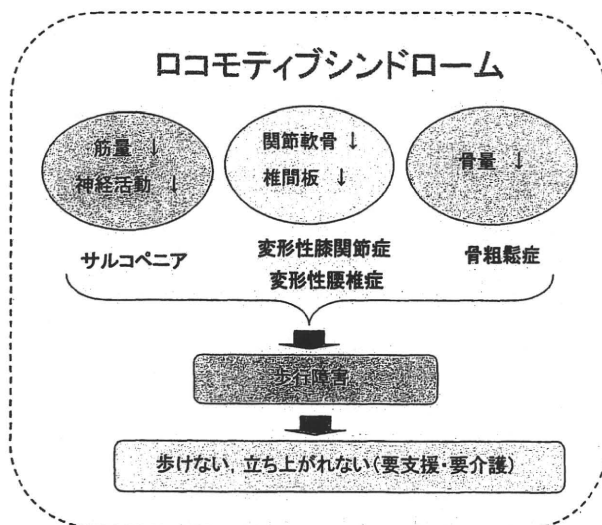 ロコモティブシンドローム
筋量 ↓
神経活動 ↓
関節軟骨 ↓
椎間板 ↓
骨量 ↓
サルコペニア
変形性膝関節症
変形性腰椎症
骨粗鬆症
歩行障害
歩けない,立ち上がれない(要支援・要介護)